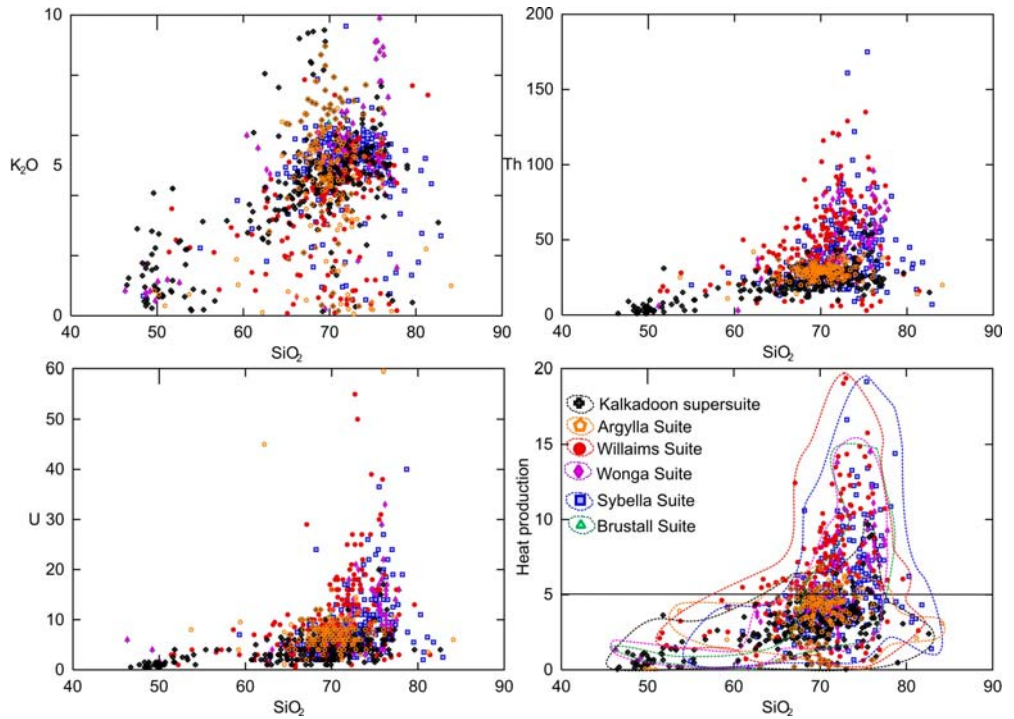 10
5
0
K₂O
40 50 60 70 80 90
SiO₂
200
150
Th 100
50
0
40 50 60 70 80 90
SiO₂
60
50
40
U 30
20
10
0
40 50 60 70 80 90
SiO₂
20
15
10
5
0
Heat production
Kalkadoon supersuite
Argylla Suite
Willaims Suite
Wonga Suite
Sybella Suite
Brustall Suite
40 50 60 70 80 90
SiO₂